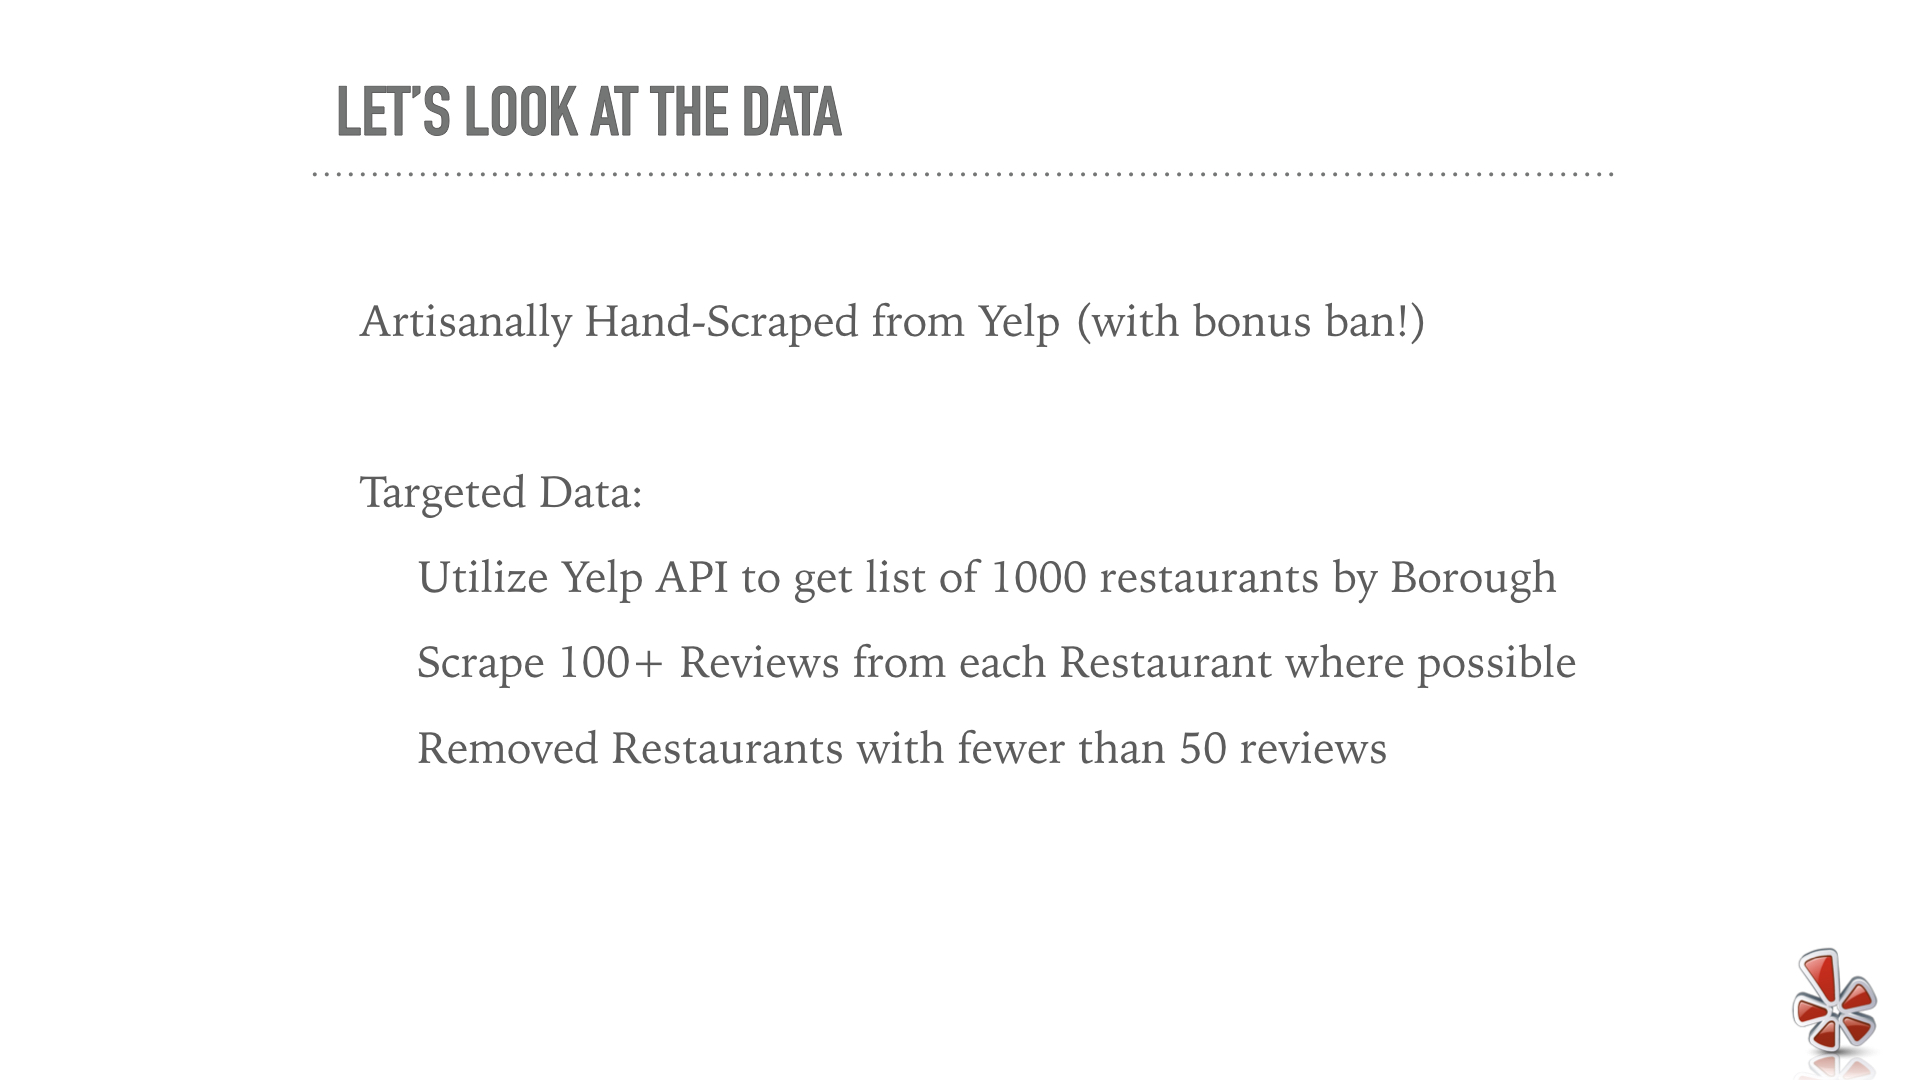 LET’S LOOK AT THE DATA
Artisanally Hand-Scraped from Yelp (with bonus ban!)
Targeted Data:
Utilize Yelp API to get list of 1000 restaurants by Borough
Scrape 100+ Reviews from each Restaurant where possible
Removed Restaurants with fewer than 50 reviews